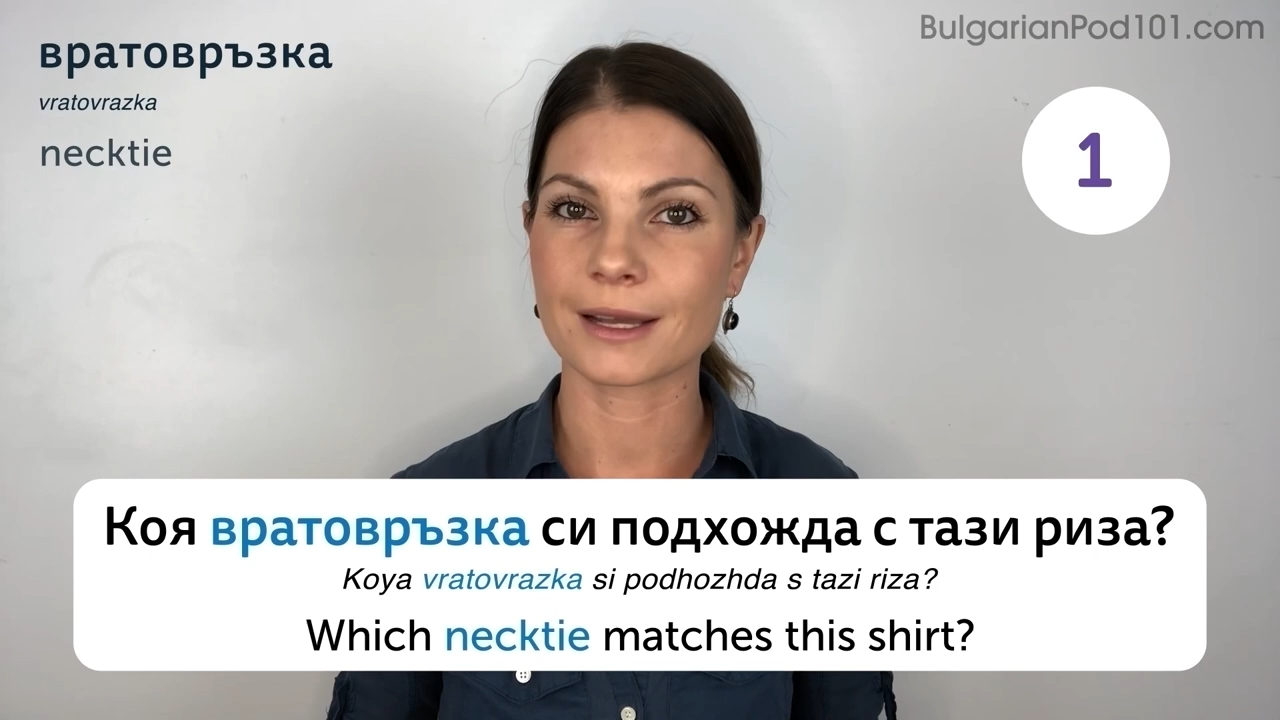 BulgarianPod101.com
вратовръзка
vratovrazka
necktie
1
Коя вратовръзка си подхожда с тази риза?
Koya vratovrazka si podhozhda s tazi riza?
Which necktie matches this shirt?